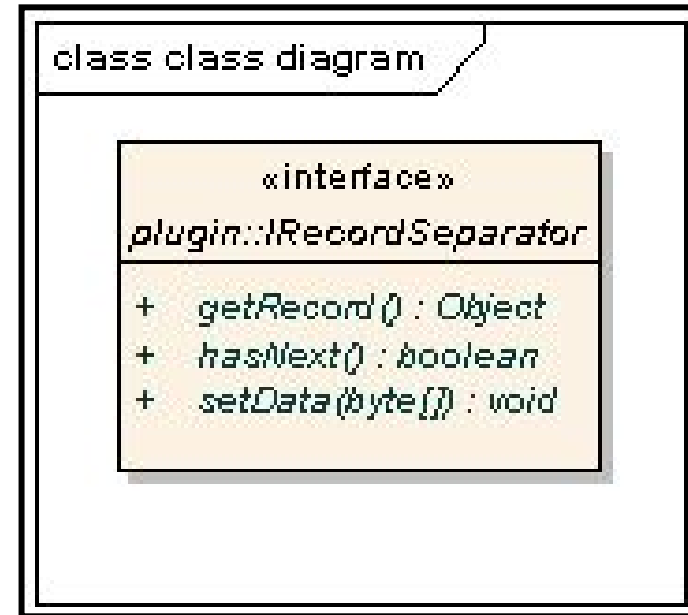 class class diagram
«interface»
plugin::IRecordSeparator
+ getRecord() : Object
+ hasNext() : boolean
+ setData(byte[]) : void